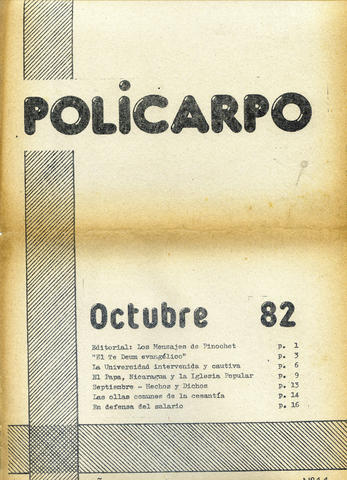 POLICARPO
Octubre 82
Editorial: Los Mensajes de Pinochet p. 1
"El Te Deum evangélico" p. 3
La Universidad intervenida y cautiva p. 6
El Papa, Nicaragua y la Iglesia Popular p. 9
Septiembre - Hechos y Dichos p. 13
Las ollas comunes de la cesantía p. 14
En defensa del salario p. 16